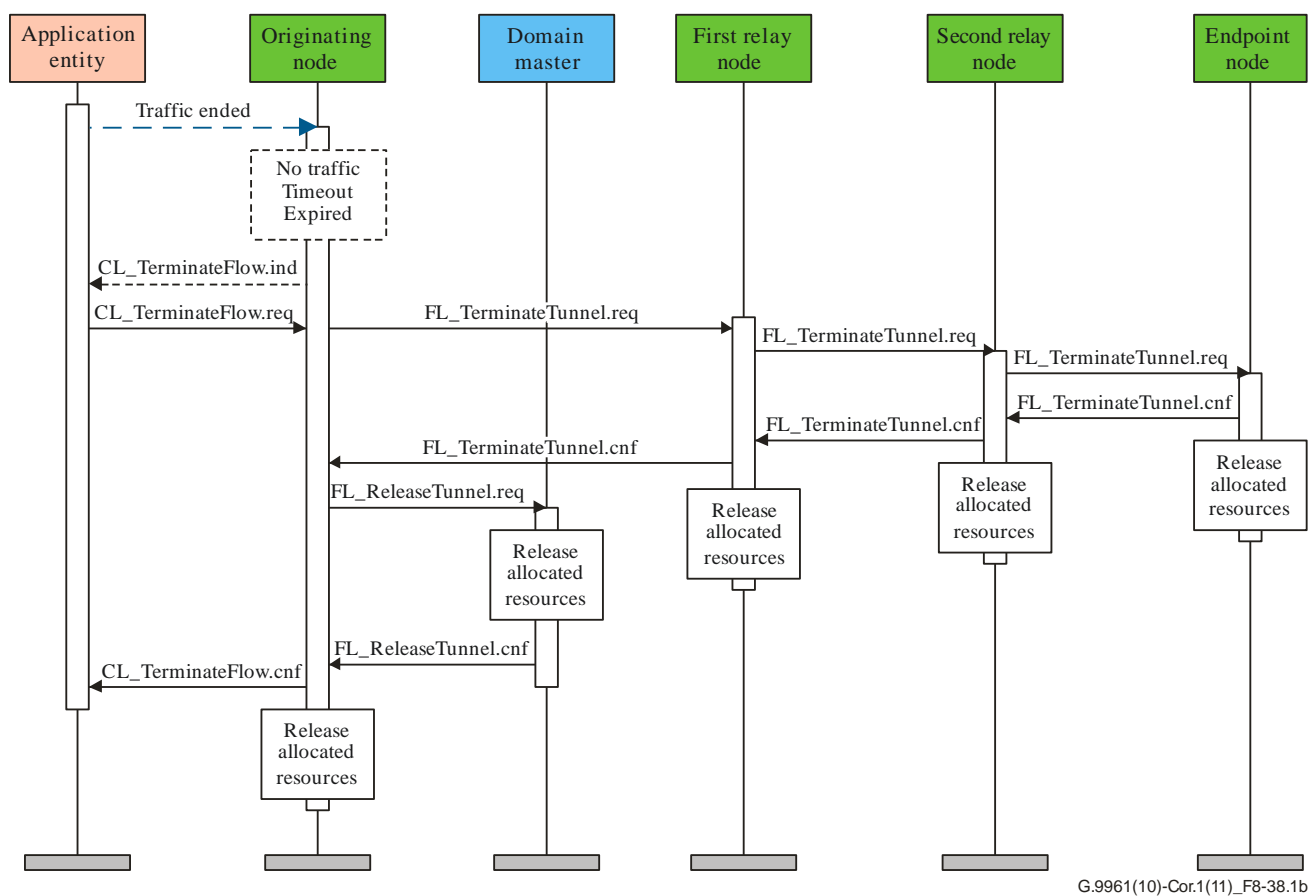 Application
entity
Originating
node
Domain
master
First relay
node
Second relay
node
Endpoint
node
Traffic ended
No traffic
Timeout
Expired
CL_TerminateFlow.ind
CL_TerminateFlow.req
FL_TerminateTunnel.req
FL_TerminateTunnel.req
FL_TerminateTunnel.req
FL_TerminateTunnel.cnf
FL_TerminateTunnel.cnf
FL_TerminateTunnel.cnf
Release
allocated
resources
Release
allocated
resources
FL_ReleaseTunnel.req
Release
allocated
resources
Release
allocated
resources
FL_ReleaseTunnel.cnf
CL_TerminateFlow.cnf
Release
allocated
resources
G.9961(10)-Cor.1(11)_F8-38.1b